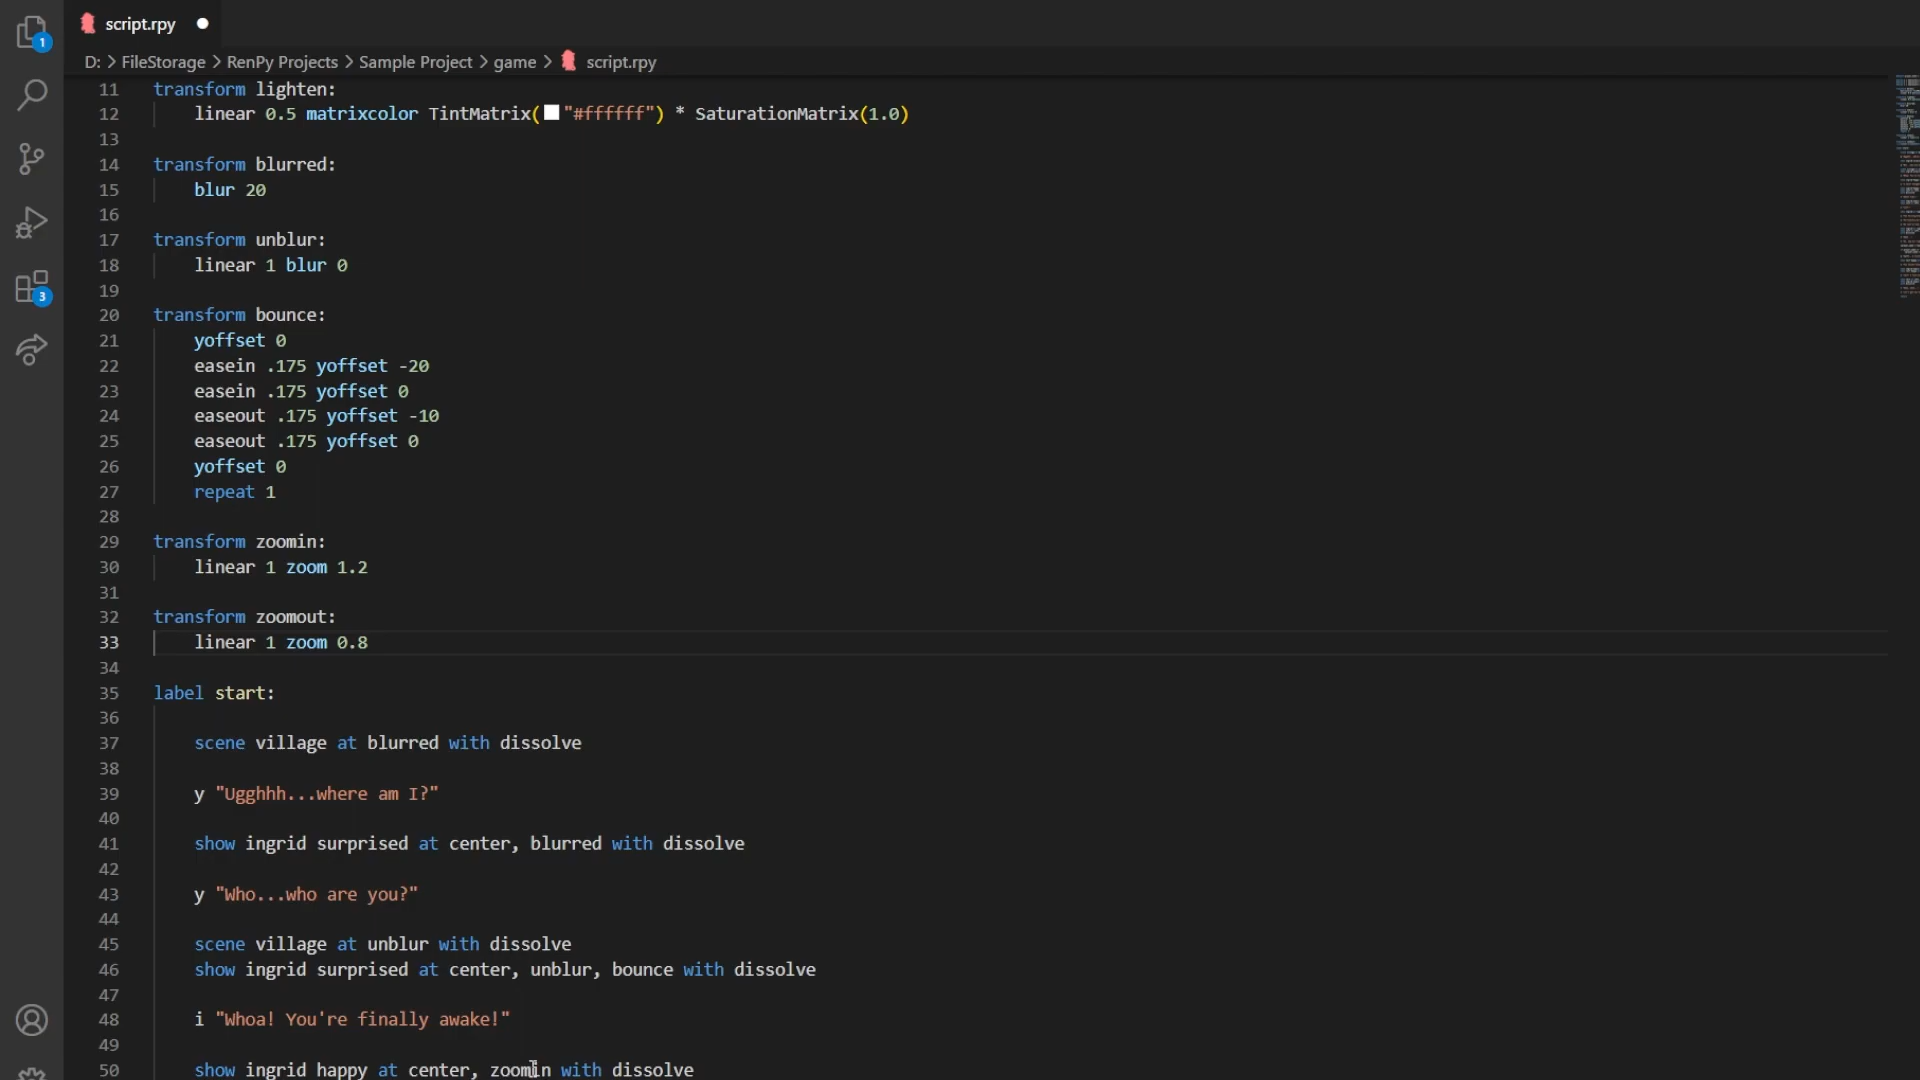 script.rpy
1
D: > FileStorage > RenPy Projects > Sample Project > game > script.rpy
11 transform lighten:
12 linear 0.5 matrixcolor TintMatrix("#ffffff") * SaturationMatrix(1.0)
13
14 transform blurred:
15 blur 20
16
17 transform unblur:
18 linear 1 blur 0
3
19
20 transform bounce:
21 yoffset 0
22 easein .175 yoffset -20
23 easein .175 yoffset 0
24 easeout .175 yoffset -10
25 easeout .175 yoffset 0
26 yoffset 0
27 repeat 1
28
29 transform zoomin:
30 linear 1 zoom 1.2
31
32 transform zoomout:
33 linear 1 zoom 0.8
34
35 label start:
36
37 scene village at blurred with dissolve
38
39 y "Ugghhh...where am I?"
40
41 show ingrid surprised at center, blurred with dissolve
42
43 y "Who...who are you?"
44
45 scene village at unblur with dissolve
46 show ingrid surprised at center, unblur, bounce with dissolve
47
48 i "Whoa! You're finally awake!"
49
50 show ingrid happy at center, zoomin with dissolve